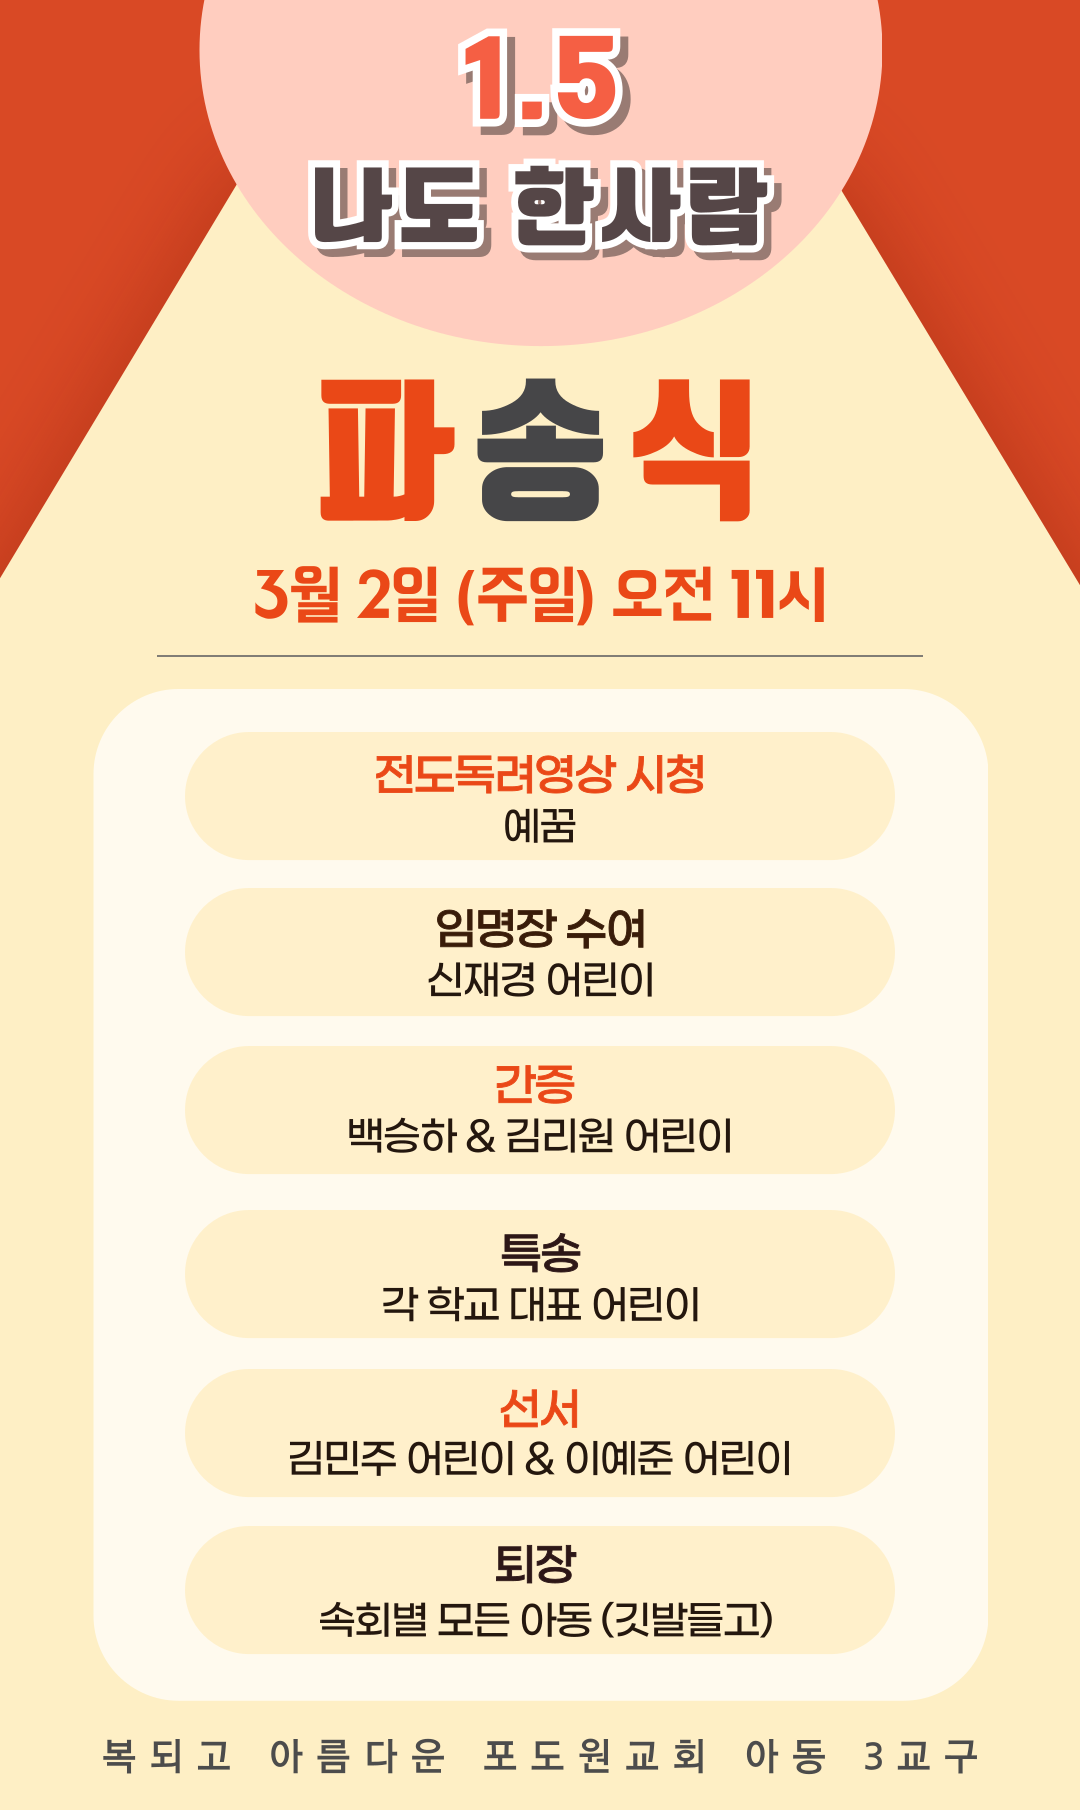 1.5
나도 한사람
파송식
3월 2일 (주일) 오전 11시
전도독려영상 시청
예꿈
임명장 수여
신재경 어린이
간증
백승하 & 김리원 어린이
특송
각 학교 대표 어린이
선서
김민주 어린이 & 이예준 어린이
퇴장
속회별 모든 아동 (깃발들고)
복되고 아름다운 포도원교회 아동 3교구